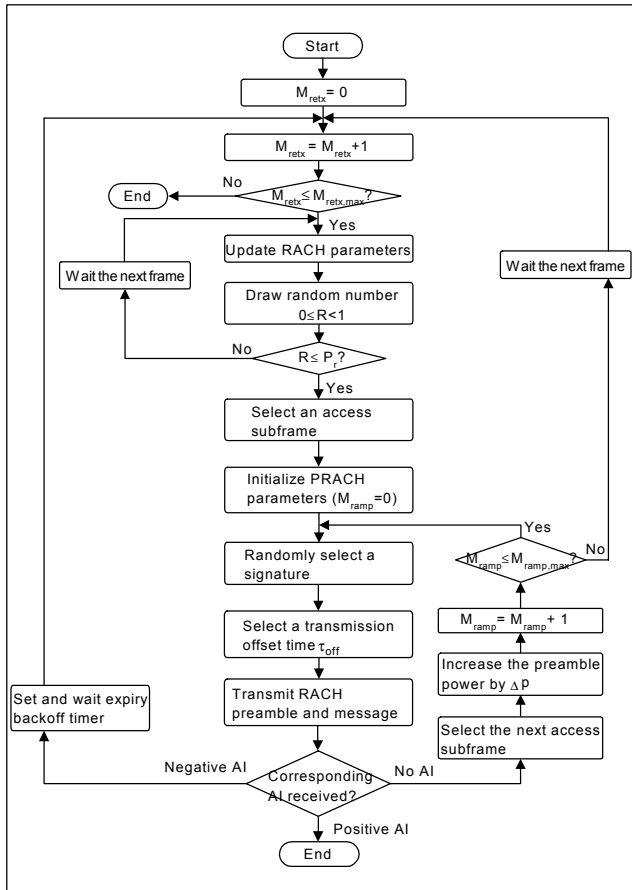 Start
M_retx = 0
M_retx = M_retx+1
No
End
M_retx ≤ M_retx,max?
Yes
Update RACH parameters
Wait the next frame
Wait the next frame
Draw random number
0≤R<1
No
R≤ P_r?
Yes
Select an access
subframe
Initialize PRACH
parameters (M_ramp=0)
Yes
M_ramp≤M_ramp,max?
No
Randomly select a
signature
M_ramp= M_ramp+ 1
Select a transmission
offset time τ_off
Increase the preamble
power by Δp
Set and wait expiry
backoff timer
Transmit RACH
preamble and message
Select the next access
subframe
Negative AI
Corresponding
AI received?
No AI
Positive AI
End